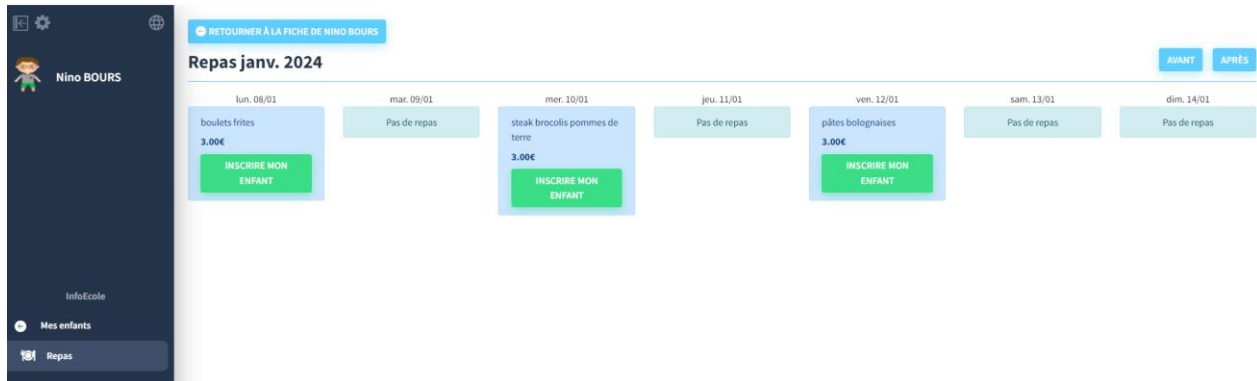 Nino BOURS
InfoEcole
Mes enfants
Repas
RETOURNER À LA FICHE DE NINO BOURS
Repas janv. 2024
AVANT
APRÈS
lun. 08/01
boulets frites
3.00€
INSCRIRE MON
ENFANT
mar. 09/01
Pas de repas
mer. 10/01
steak brocolis pommes de
terre
3.00€
INSCRIRE MON
ENFANT
jeu. 11/01
Pas de repas
ven. 12/01
pâtes bolognaises
3.00€
INSCRIRE MON
ENFANT
sam. 13/01
Pas de repas
dim. 14/01
Pas de repas